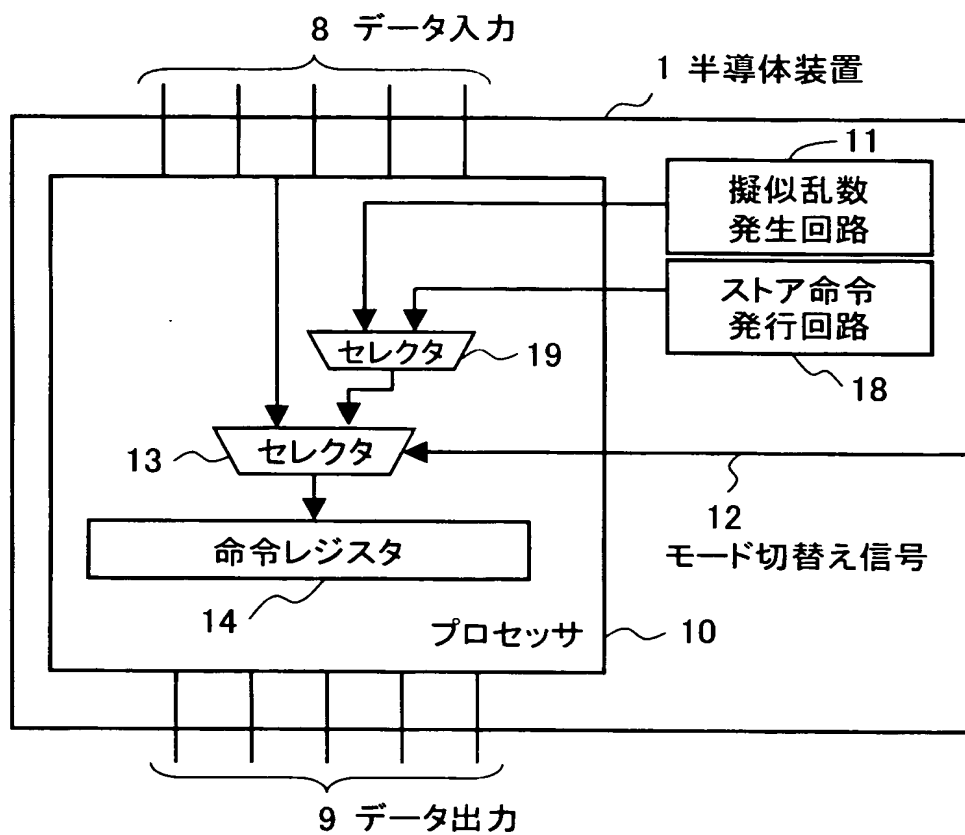 8 データ入力
1 半導体装置
11
擬似乱数
発生回路
ストア命令
発行回路
18
セレクタ
19
セレクタ
13
12
モード切替え信号
命令レジスタ
14
プロセッサ
10
9 データ出力